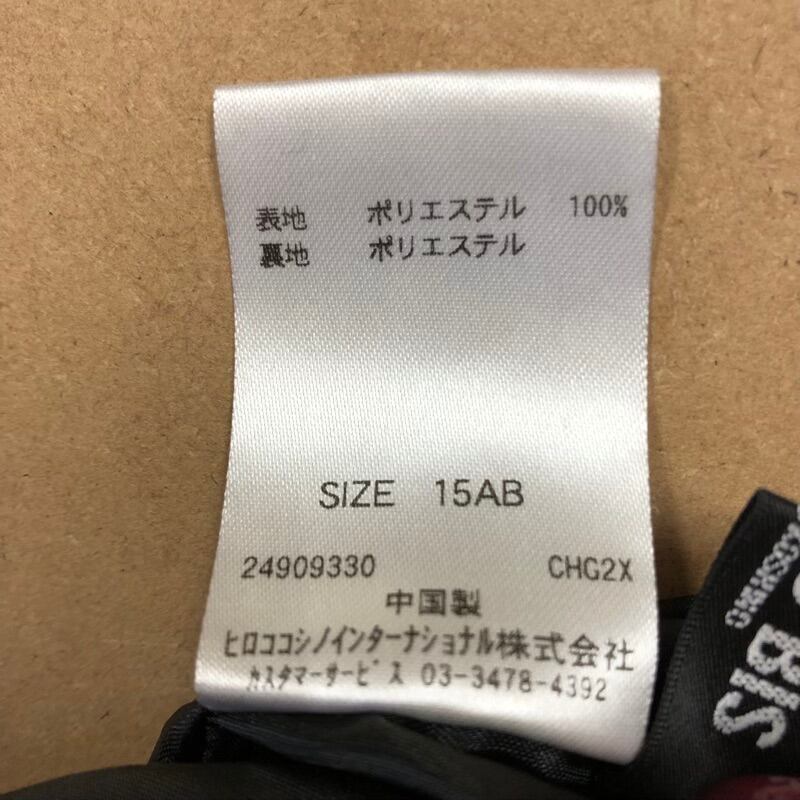 表地 ポリエステル 100%
裏地 ポリエステル
SIZE 15AB
24909330 CHG2X
中国製
ヒロココシノインターナショナル株式会社
カスタマーサービス 03-3478-4392
BIS